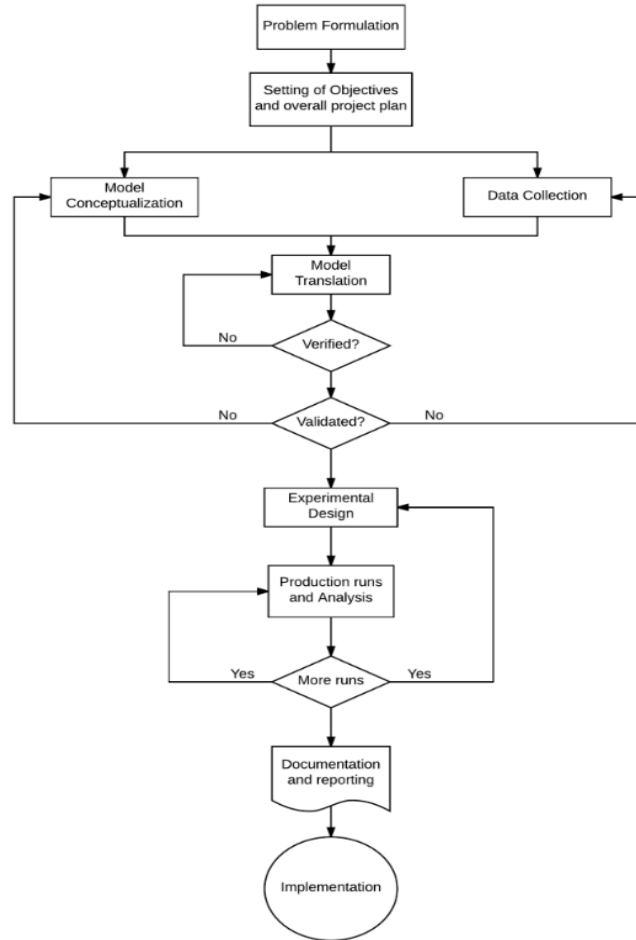 Problem Formulation
Setting of Objectives
and overall project plan
Model
Conceptualization
Data Collection
Model
Translation
No
Verified?
No
Validated?
No
Experimental
Design
Production runs
and Analysis
Yes
More runs
Yes
Documentation
and reporting
Implementation